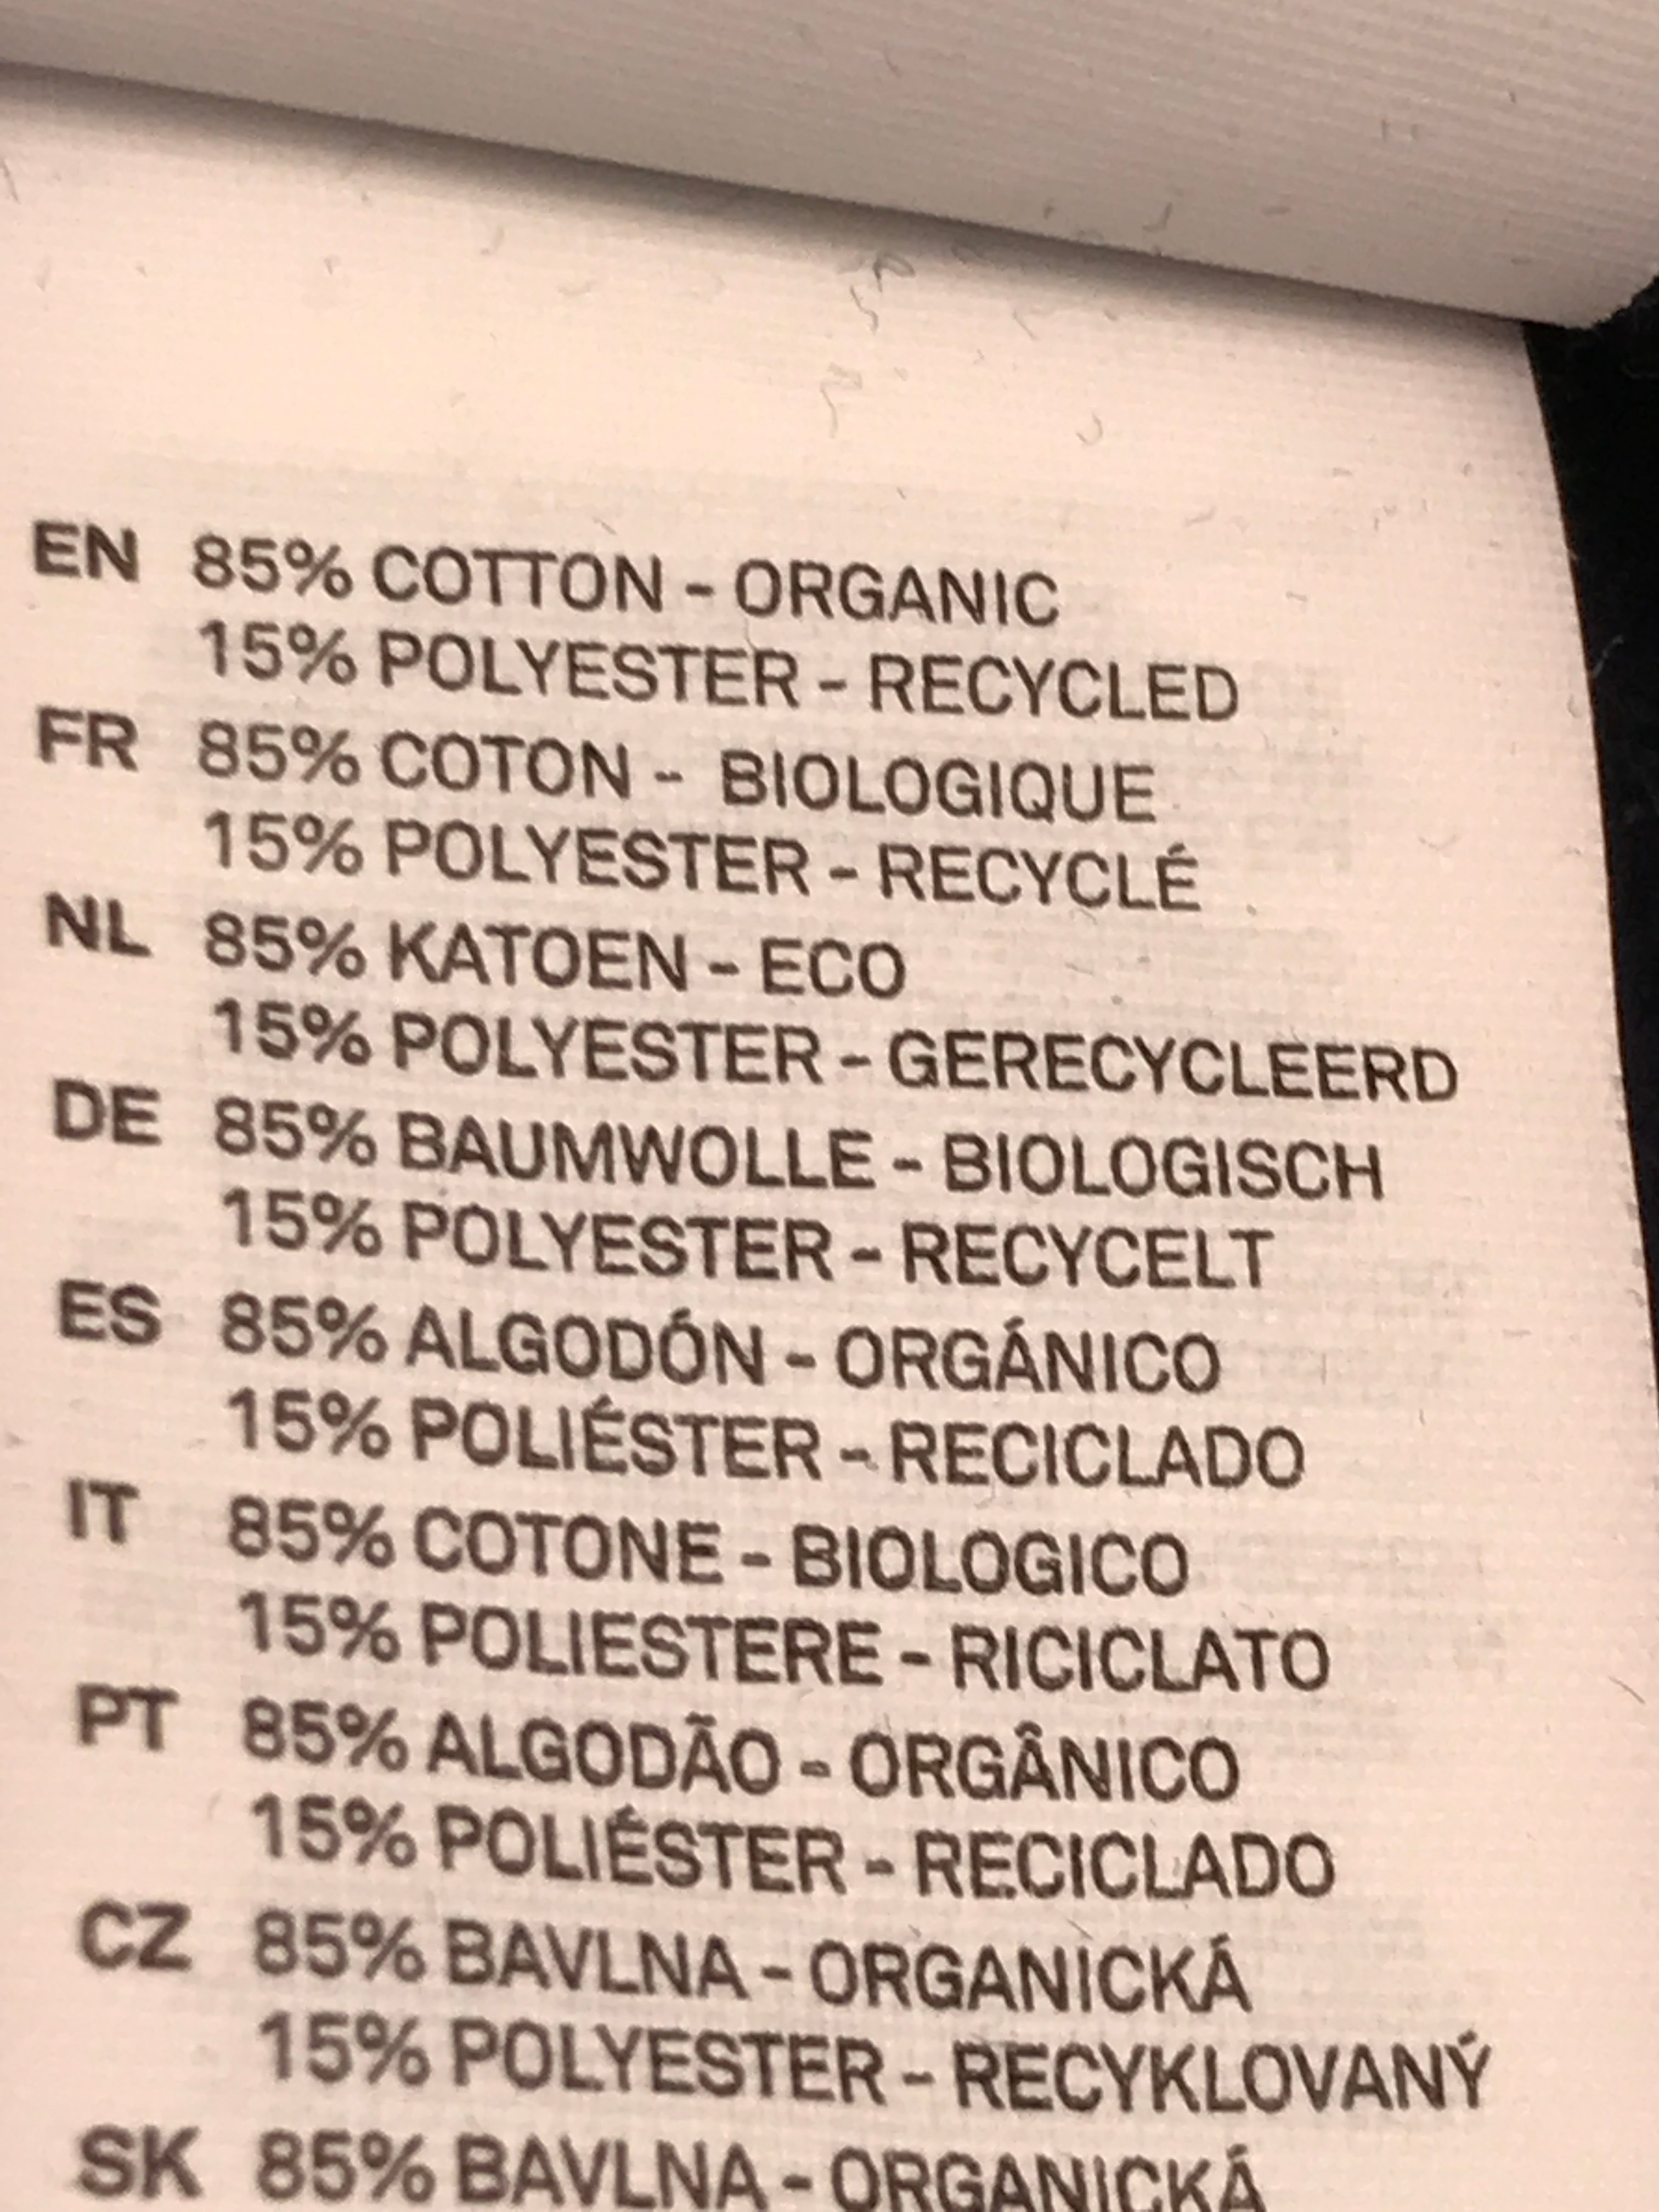 EN 85% COTTON - ORGANIC
15% POLYESTER - RECYCLED
FR 85% COTON - BIOLOGIQUE
15% POLYESTER - RECYCLÉ
NL 85% KATOEN - ECO
15% POLYESTER - GERECYCLEERD
DE 85% BAUMWOLLE - BIOLOGISCH
15% POLYESTER - RECYCELT
ES 85% ALGODÓN - ORGÁNICO
15% POLIÉSTER - RECICLADO
IT 85% COTONE - BIOLOGICO
15% POLIESTERE - RICICLATO
PT 85% ALGODÃO - ORGÂNICO
15% POLIÉSTER - RECICLADO
CZ 85% BAVLNA - ORGANICKÁ
15% POLYESTER - RECYKLOVANÝ
SK 85% BAVLNA - ORGANICKÁ